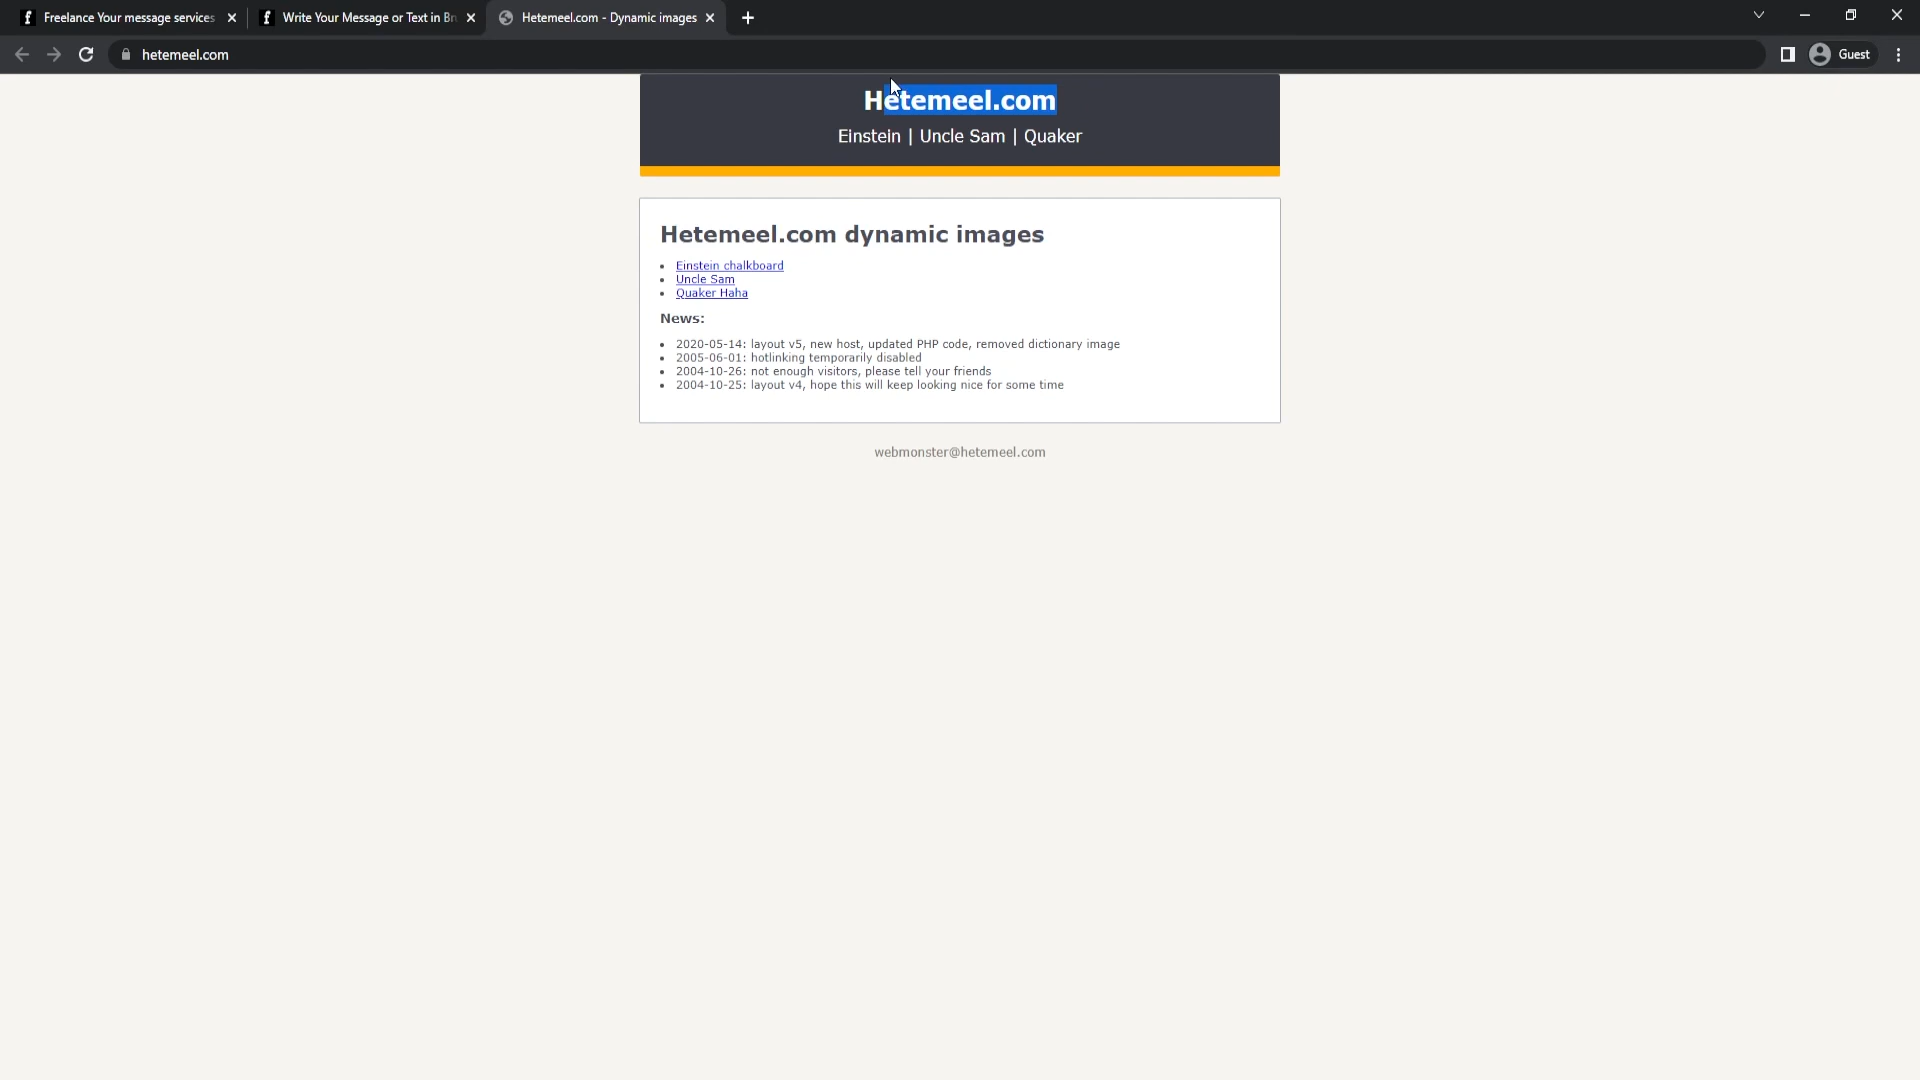 Freelance Your message services
Write Your Message or Text in Br
Hetemeel.com - Dynamic images
hetemeel.com
Guest
Hetemeel.com
Einstein | Uncle Sam | Quaker
Hetemeel.com dynamic images
Einstein chalkboard
Uncle Sam
Quaker Haha
News:
2020-05-14: layout v5, new host, updated PHP code, removed dictionary image
2005-06-01: hotlinking temporarily disabled
2004-10-26: not enough visitors, please tell your friends
2004-10-25: layout v4, hope this will keep looking nice for some time
webmonster@hetemeel.com